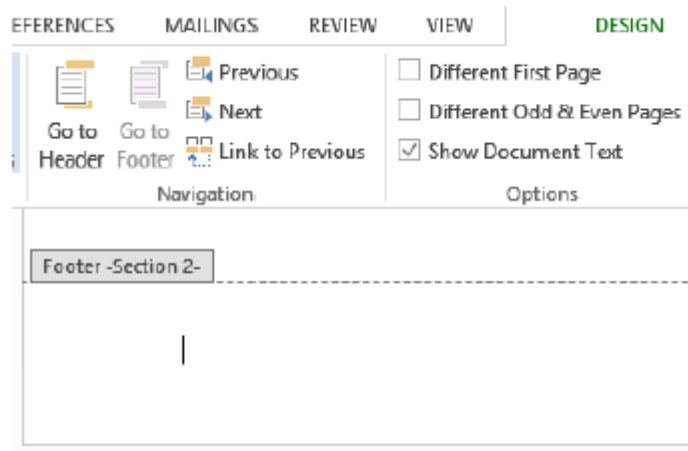 EFERENCES MAILINGS REVIEW VIEW DESIGN
Previous Different First Page
Next Different Odd & Even Pages
Go to Header Go to Footer Link to Previous Show Document Text
Navigation Options
Footer -Section 2-